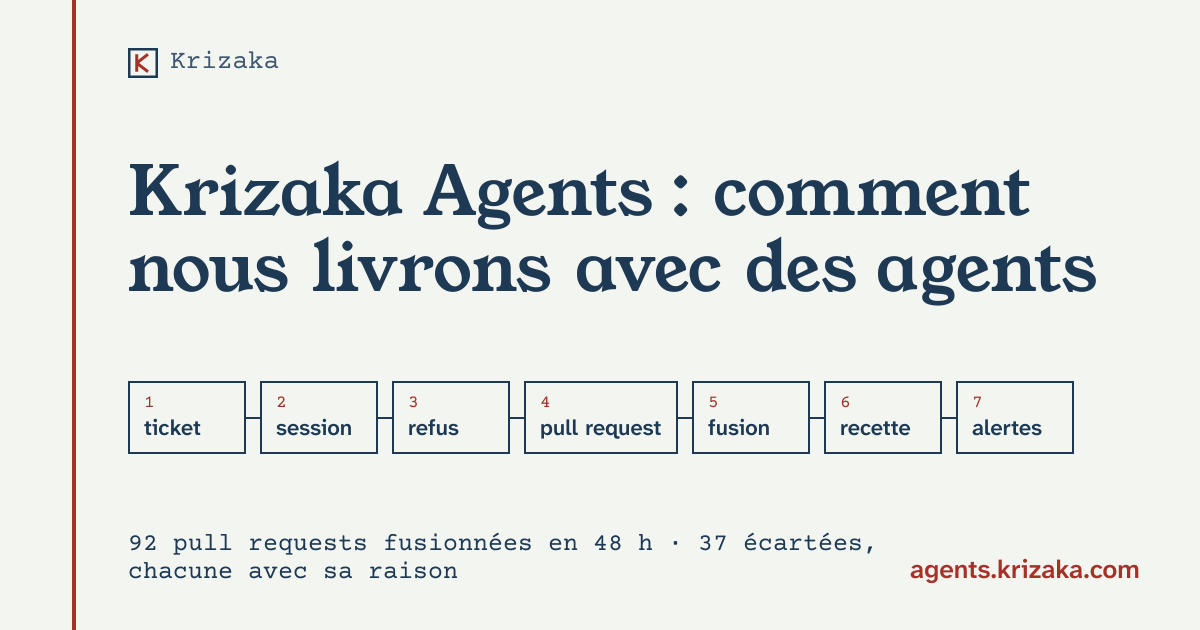 K Krizaka
Krizaka Agents : comment
nous livrons avec des agents
1 2 3 4 5 6 7
ticket session refus pull request fusion recette alertes
92 pull requests fusionnées en 48 h · 37 écartées,
chacune avec sa raison
agents.krizaka.com